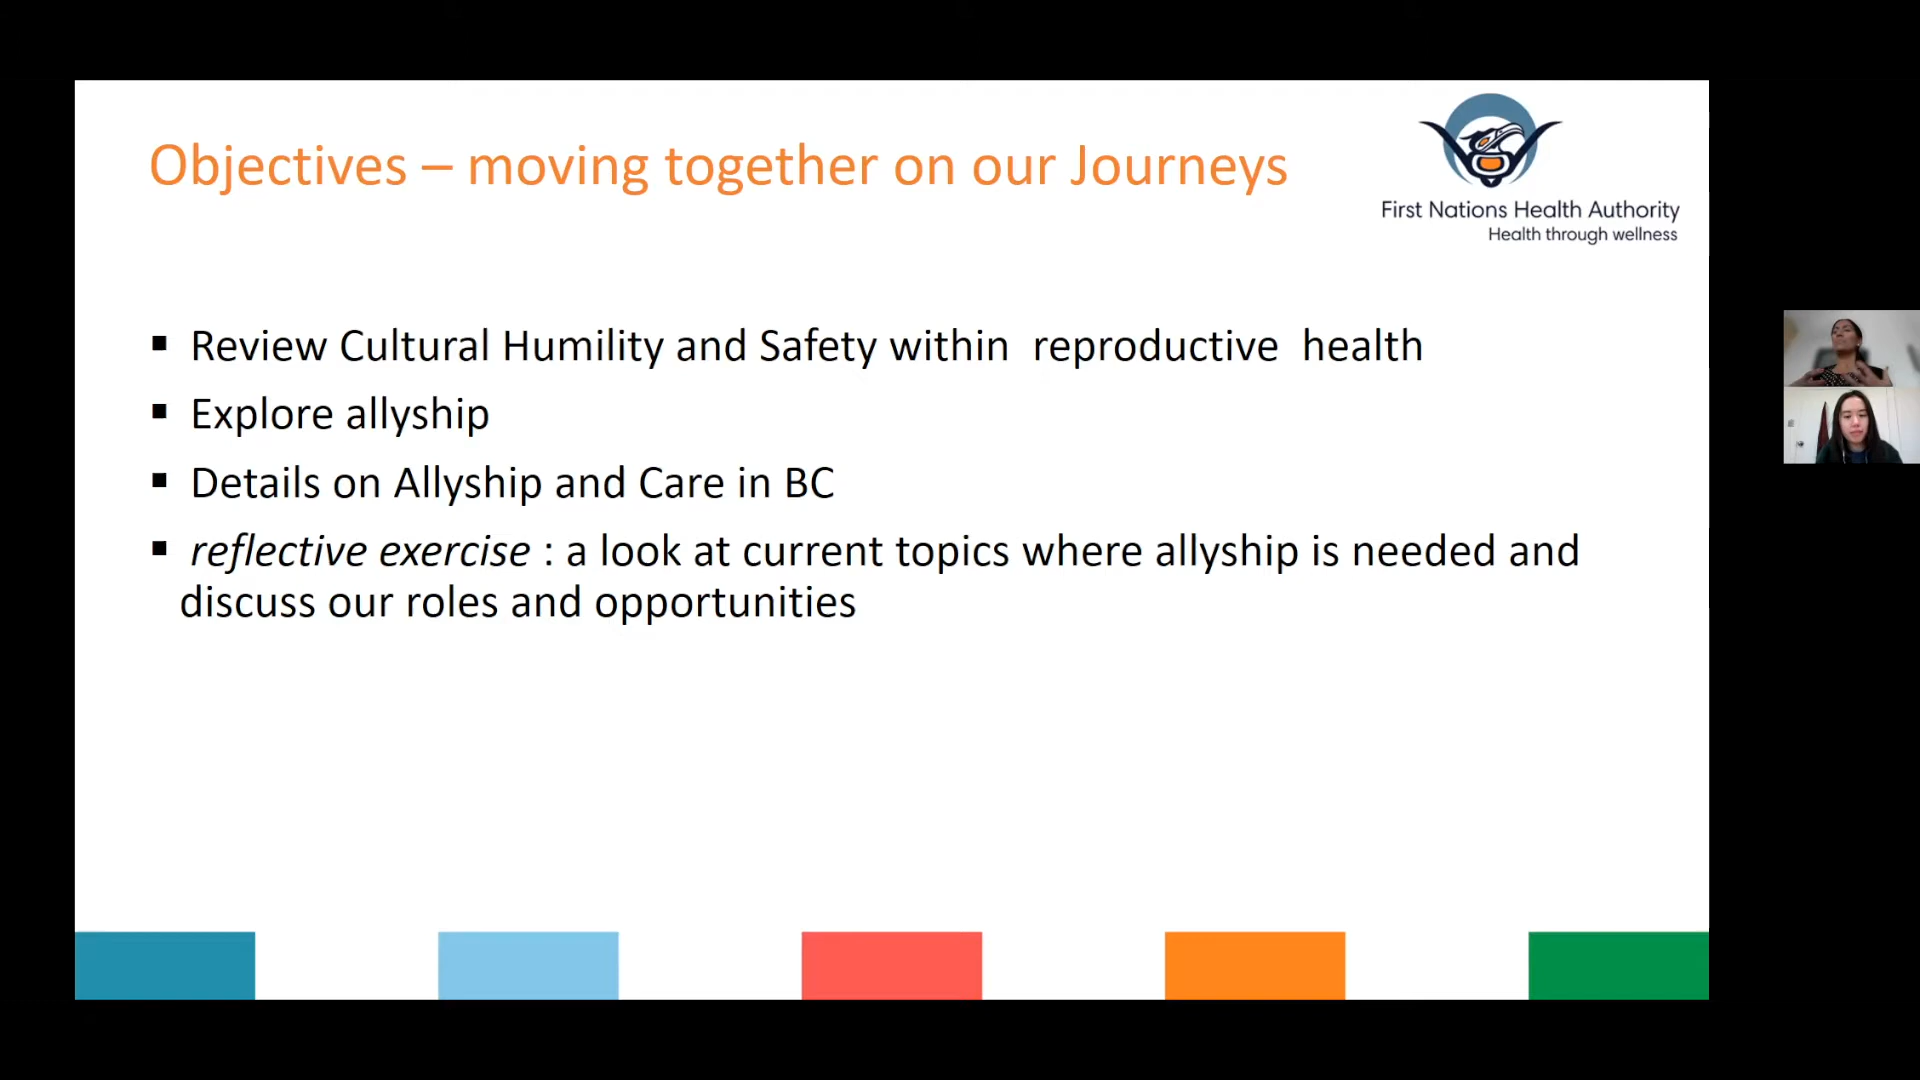 Objectives – moving together on our Journeys
First Nations Health Authority
Health through wellness
▪ Review Cultural Humility and Safety within  reproductive  health
▪ Explore allyship
▪ Details on Allyship and Care in BC
▪ reflective exercise : a look at current topics where allyship is needed and
discuss our roles and opportunities